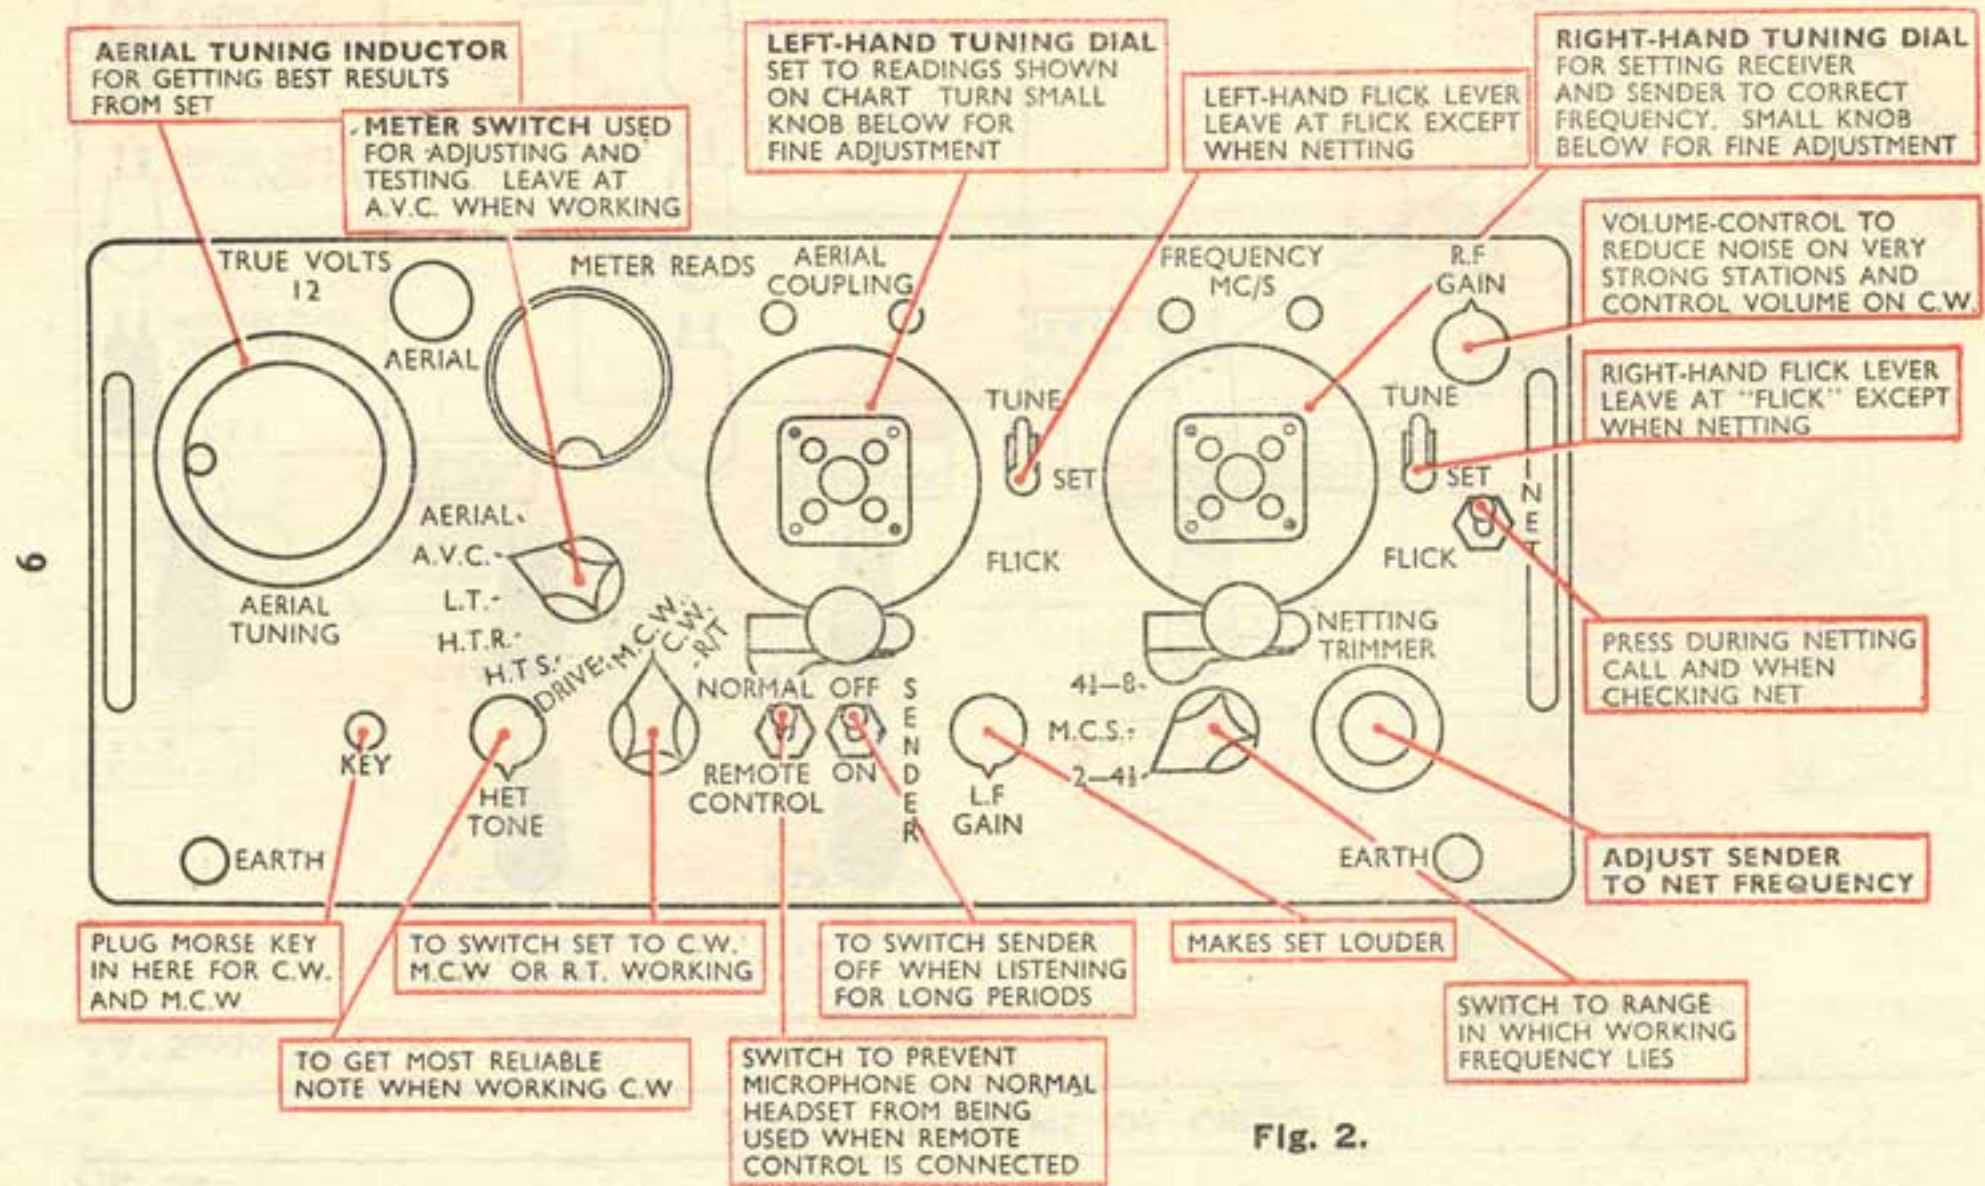 AERIAL TUNING INDUCTOR
FOR GETTING BEST RESULTS
FROM SET
METER SWITCH USED
FOR ADJUSTING AND
TESTING. LEAVE AT
A.V.C. WHEN WORKING
LEFT-HAND TUNING DIAL
SET TO READINGS SHOWN
ON CHART TURN SMALL
KNOB BELOW FOR
FINE ADJUSTMENT
LEFT-HAND FLICK LEVER
LEAVE AT FLICK EXCEPT
WHEN NETTING
RIGHT-HAND TUNING DIAL
FOR SETTING RECEIVER
AND SENDER TO CORRECT
FREQUENCY. SMALL KNOB
BELOW FOR FINE ADJUSTMENT
VOLUME-CONTROL TO
REDUCE NOISE ON VERY
STRONG STATIONS AND
CONTROL VOLUME ON C.W.
RIGHT-HAND FLICK LEVER
LEAVE AT "FLICK" EXCEPT
WHEN NETTING
TRUE VOLTS
12
AERIAL
METER READS
AERIAL
COUPLING
FREQUENCY
MC/S
R.F
GAIN
TUNE
SET
FLICK
TUNE
SET
FLICK
NET
AERIAL
TUNING
AERIAL
A.V.C.
L.T.
H.T.R.
H.T S.
DRIVE
M.C.W.
C.W.
R/T
NORMAL
REMOTE
CONTROL
OFF
ON
SENDER
NETTING
TRIMMER
4½—8
M.C.S.
2—4½
KEY
HET
TONE
L.F
GAIN
EARTH
EARTH
PRESS DURING NETTING
CALL AND WHEN
CHECKING NET
ADJUST SENDER
TO NET FREQUENCY
PLUG MORSE KEY
IN HERE FOR C.W.
AND M.C.W
TO SWITCH SET TO C.W.
M.C.W OR R.T. WORKING
TO SWITCH SENDER
OFF WHEN LISTENING
FOR LONG PERIODS
MAKES SET LOUDER
SWITCH TO RANGE
IN WHICH WORKING
FREQUENCY LIES
TO GET MOST RELIABLE
NOTE WHEN WORKING C.W
SWITCH TO PREVENT
MICROPHONE ON NORMAL
HEADSET FROM BEING
USED WHEN REMOTE
CONTROL IS CONNECTED
Fig. 2.
9